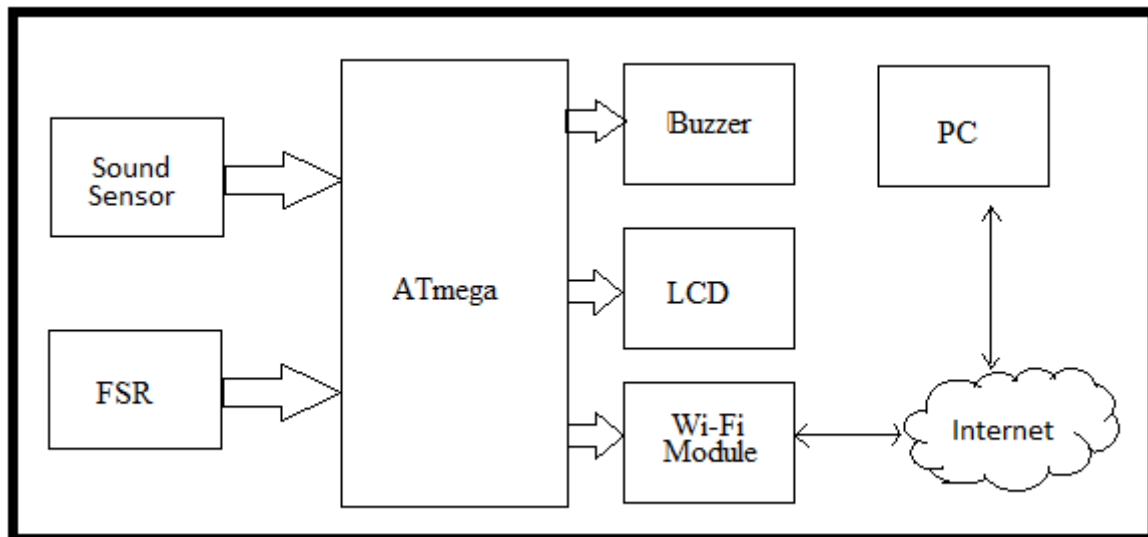 Sound
Sensor
FSR
ATmega
Buzzer
LCD
Wi-Fi
Module
PC
Internet